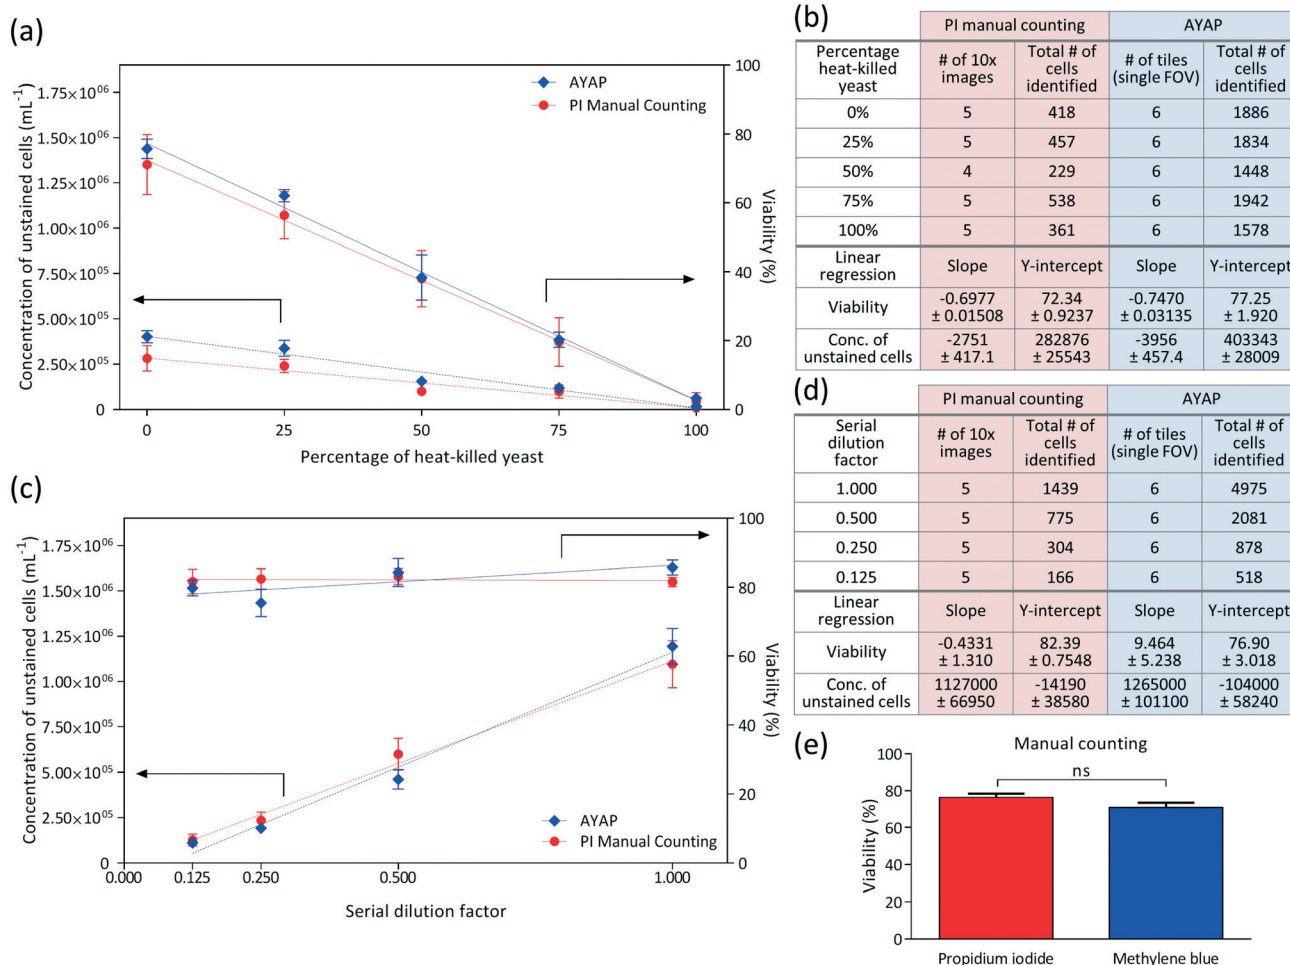 (a)
Concentration of unstained cells (mL-1)
1.75×10^06
1.50×10^06
1.25×10^06
1.00×10^06
7.50×10^05
5.00×10^05
2.50×10^05
0
100
80
60
40
20
0
Viability (%)
AYAP
PI Manual Counting
0 25 50 75 100
Percentage of heat-killed yeast
(b)
PI manual counting AYAP
Percentage heat-killed yeast # of 10x images Total # of cells identified # of tiles (single FOV) Total # of cells identified
0% 5 418 6 1886
25% 5 457 6 1834
50% 4 229 6 1448
75% 5 538 6 1942
100% 5 361 6 1578
Linear regression Slope Y-intercept Slope Y-intercept
Viability -0.6977 ± 0.01508 72.34 ± 0.9237 -0.7470 ± 0.03135 77.25 ± 1.920
Conc. of unstained cells -2751 ± 417.1 282876 ± 25543 -3956 ± 457.4 403343 ± 28009
(c)
Concentration of unstained cells (mL-1)
1.75×10^06
1.50×10^06
1.25×10^06
1.00×10^06
7.50×10^05
5.00×10^05
2.50×10^05
0
100
80
60
40
20
0
Viability (%)
AYAP
PI Manual Counting
0.000 0.125 0.250 0.500 1.000
Serial dilution factor
(d)
PI manual counting AYAP
Serial dilution factor # of 10x images Total # of cells identified # of tiles (single FOV) Total # of cells identified
1.000 5 1439 6 4975
0.500 5 775 6 2081
0.250 5 304 6 878
0.125 5 166 6 518
Linear regression Slope Y-intercept Slope Y-intercept
Viability -0.4331 ± 1.310 82.39 ± 0.7548 9.464 ± 5.238 76.90 ± 3.018
Conc. of unstained cells 1127000 ± 66950 -14190 ± 38580 1265000 ± 101100 -104000 ± 58240
(e)
Manual counting
ns
Viability (%)
100
80
60
40
20
0
Propidium iodide Methylene blue